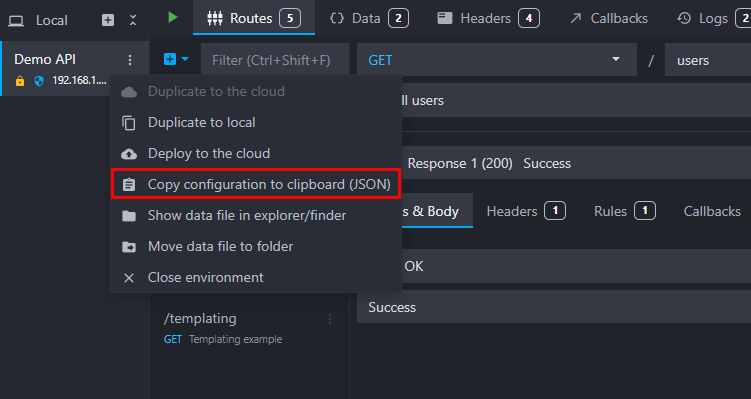 Local
Routes 5
Data 2
Headers 4
Callbacks
Logs 2
Demo API
192.168.1....
Filter (Ctrl+Shift+F)
GET
/
users
Duplicate to the cloud
Duplicate to local
Deploy to the cloud
Copy configuration to clipboard (JSON)
Show data file in explorer/finder
Move data file to folder
Close environment
users
Response 1 (200) Success
& Body
Headers 1
Rules 1
Callbacks
OK
Success
/templating
GET Templating example